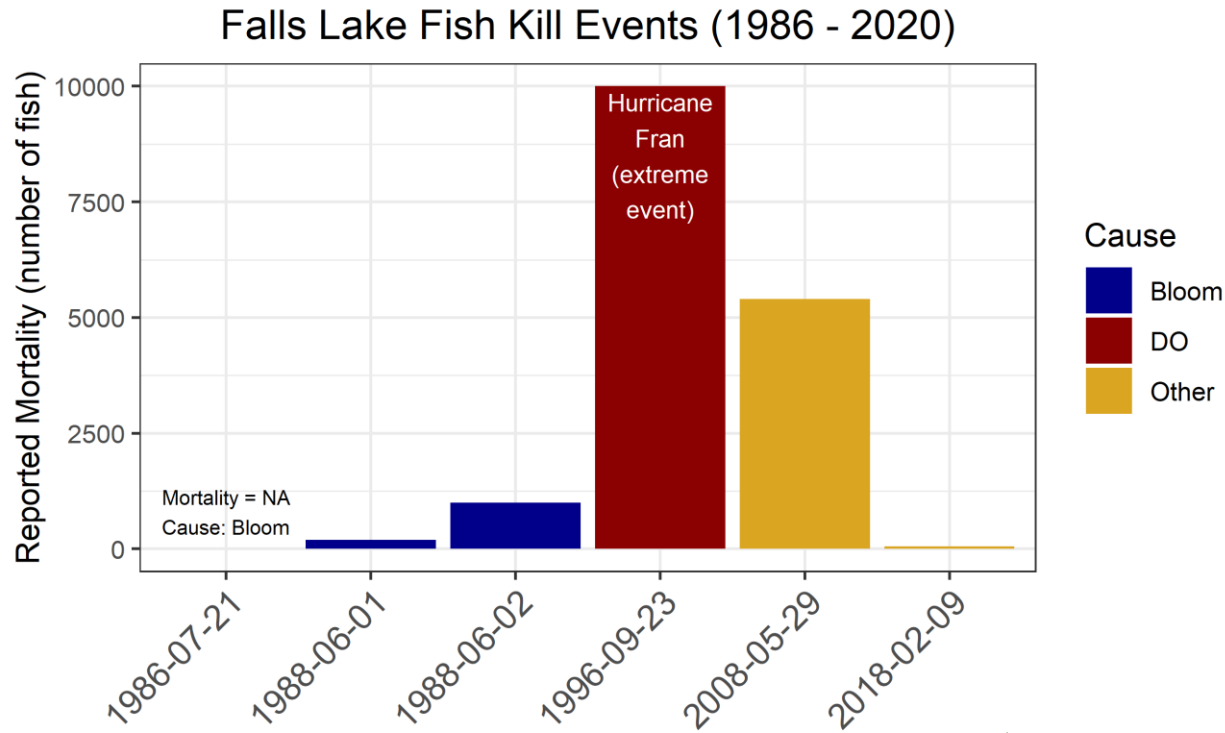 Falls Lake Fish Kill Events (1986 - 2020)
Reported Mortality (number of fish)
10000
7500
5000
2500
0
Hurricane
Fran
(extreme
event)
Mortality = NA
Cause: Bloom
1986-07-21
1988-06-01
1988-06-02
1996-09-23
2008-05-29
2018-02-09
Cause
Bloom
DO
Other